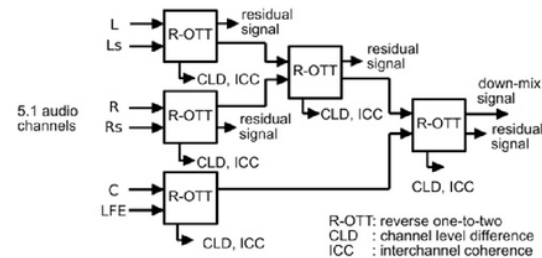 L
Ls
R-OTT
residual
signal
CLD, ICC
5.1 audio
channels
R
Rs
R-OTT
residual
signal
CLD, ICC
R-OTT
residual
signal
CLD, ICC
C
LFE
R-OTT
CLD, ICC
R-OTT
down-mix
signal
residual
signal
CLD, ICC
R-OTT: reverse one-to-two
CLD : channel level difference
ICC : interchannel coherence